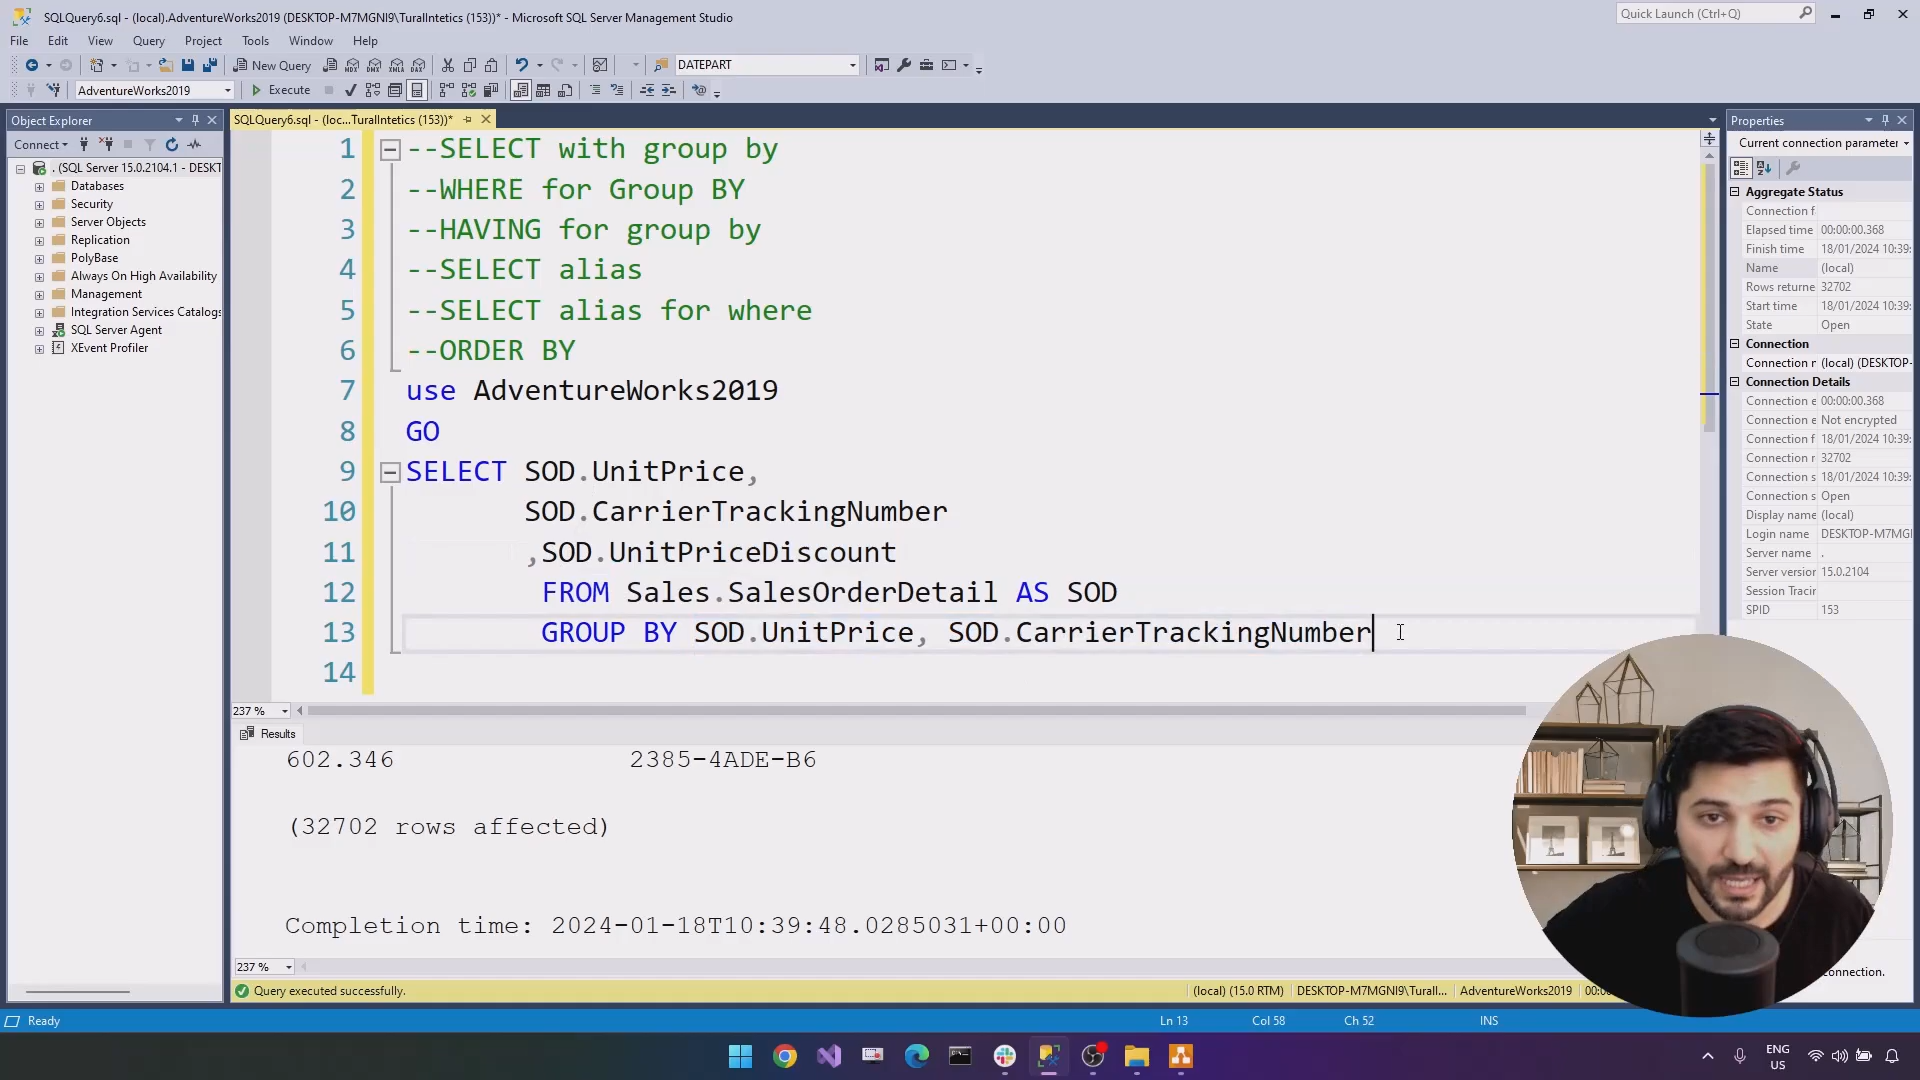 SQLQuery6.sql - (local).AdventureWorks2019 (DESKTOP-M7MGNI9\TuralIntetics (153))* - Microsoft SQL Server Management Studio
Quick Launch (Ctrl+Q)
File Edit View Query Project Tools Window Help
New Query
DATEPART
AdventureWorks2019
Execute
Object Explorer
Connect
. (SQL Server 15.0.2104.1 - DESKT
Databases
Security
Server Objects
Replication
PolyBase
Always On High Availability
Management
Integration Services Catalogs
SQL Server Agent
XEvent Profiler
SQLQuery6.sql - (loc...TuralIntetics (153))*
1 --SELECT with group by
2 --WHERE for Group BY
3 --HAVING for group by
4 --SELECT alias
5 --SELECT alias for where
6 --ORDER BY
7 use AdventureWorks2019
8 GO
9 SELECT SOD.UnitPrice,
10 SOD.CarrierTrackingNumber
11 ,SOD.UnitPriceDiscount
12 FROM Sales.SalesOrderDetail AS SOD
13 GROUP BY SOD.UnitPrice, SOD.CarrierTrackingNumber
14
237 %
Results
602.346 2385-4ADE-B6
(32702 rows affected)
Completion time: 2024-01-18T10:39:48.0285031+00:00
237 %
Query executed successfully.
(local) (15.0 RTM) DESKTOP-M7MGNI9\Turall... AdventureWorks2019
Properties
Current connection parameter
Aggregate Status
Connection f
Elapsed time 00:00:00.368
Finish time 18/01/2024 10:39:
Name (local)
Rows returne 32702
Start time 18/01/2024 10:39:
State Open
Connection
Connection r (local) (DESKTOP-
Connection Details
Connection e 00:00:00.368
Connection e Not encrypted
Connection f 18/01/2024 10:39:
Connection r 32702
Connection s 18/01/2024 10:39:
Connection s Open
Display name (local)
Login name DESKTOP-M7MGI
Server name .
Server version 15.0.2104
Session Tracin
SPID 153
connection.
Ready
Ln 13 Col 58 Ch 52 INS
ENG
US